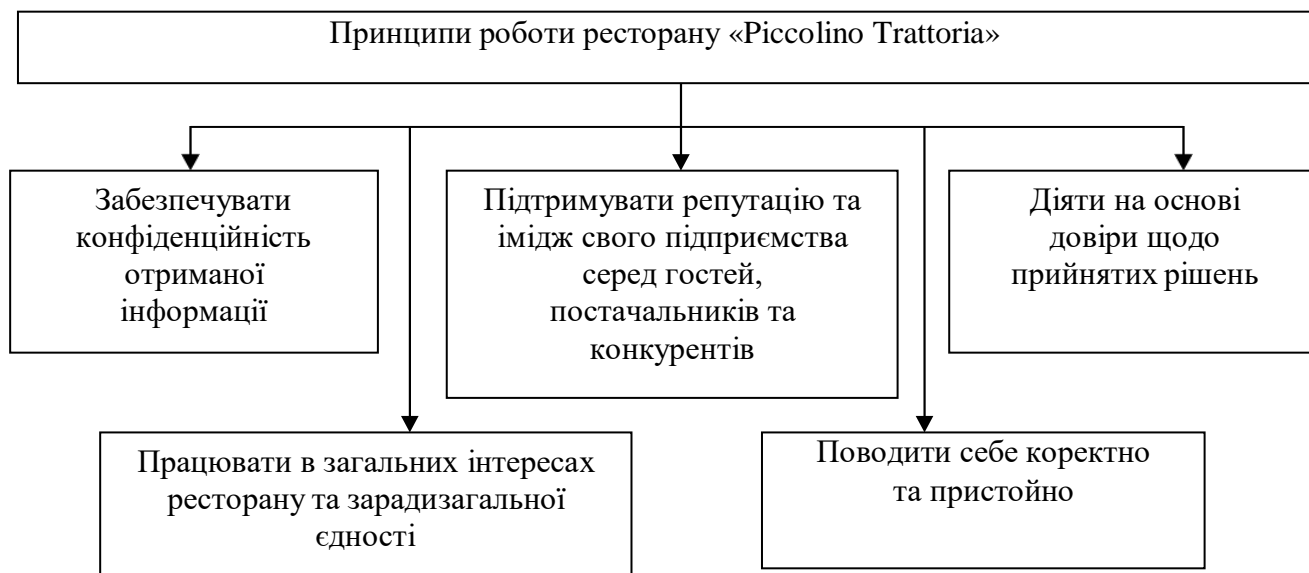 Принципи роботи ресторану «Piccolino Trattoria»
Забезпечувати
конфіденційність
отриманої
інформації
Підтримувати репутацію та
імідж свого підприємства
серед гостей,
постачальників та
конкурентів
Діяти на основі
довіри щодо
прийнятих рішень
Працювати в загальних інтересах
ресторану та зарадизагальної
єдності
Поводити себе коректно
та пристойно